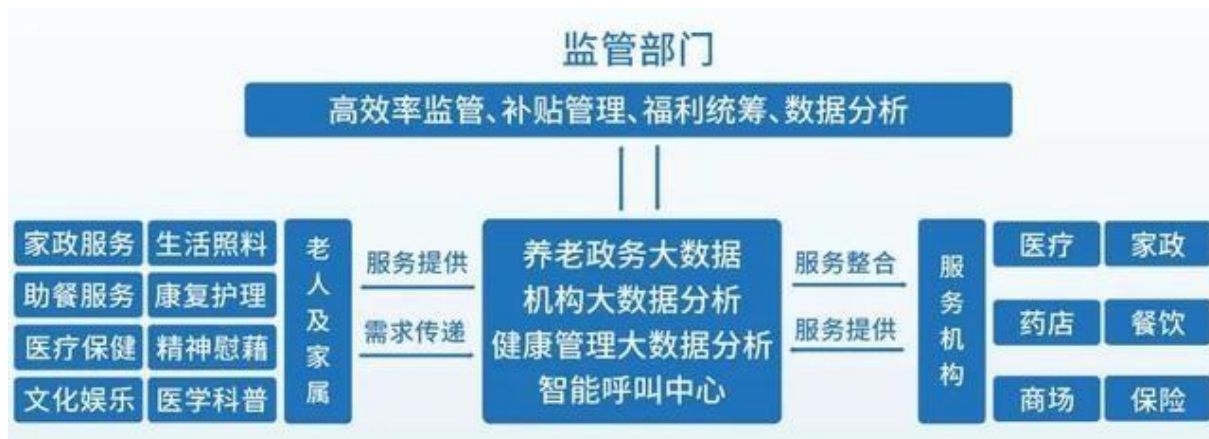 监管部门
高效率监管、补贴管理、福利统筹、数据分析
家政服务
生活照料
助餐服务
康复护理
医疗保健
精神慰藉
文化娱乐
医学科普
老人及家属
服务提供
需求传递
养老政务大数据
机构大数据分析
健康管理大数据分析
智能呼叫中心
服务整合
服务提供
服务机构
医疗
家政
药店
餐饮
商场
保险